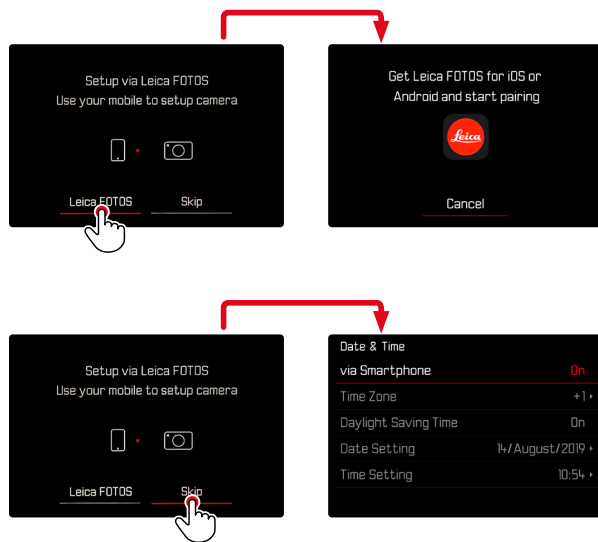 Setup via Leica FOTOS
Use your mobile to setup camera
Leica FOTOS Skip
Get Leica FOTOS for iOS or
Android and start pairing
Leica
Cancel
Setup via Leica FOTOS
Use your mobile to setup camera
Leica FOTOS Skip
Date & Time
via Smartphone On
Time Zone +1
Daylight Saving Time On
Date Setting 14/August/2019
Time Setting 10:54